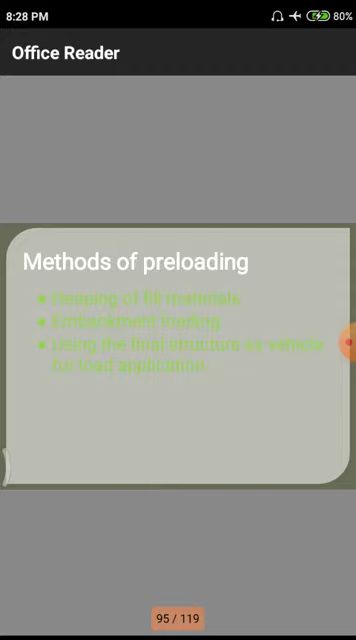 8:28 PM
80%
Office Reader
Methods of preloading
Heaping of fill materials
Embankment loading
Using the final structure as vehicle
for load application.
95 / 119